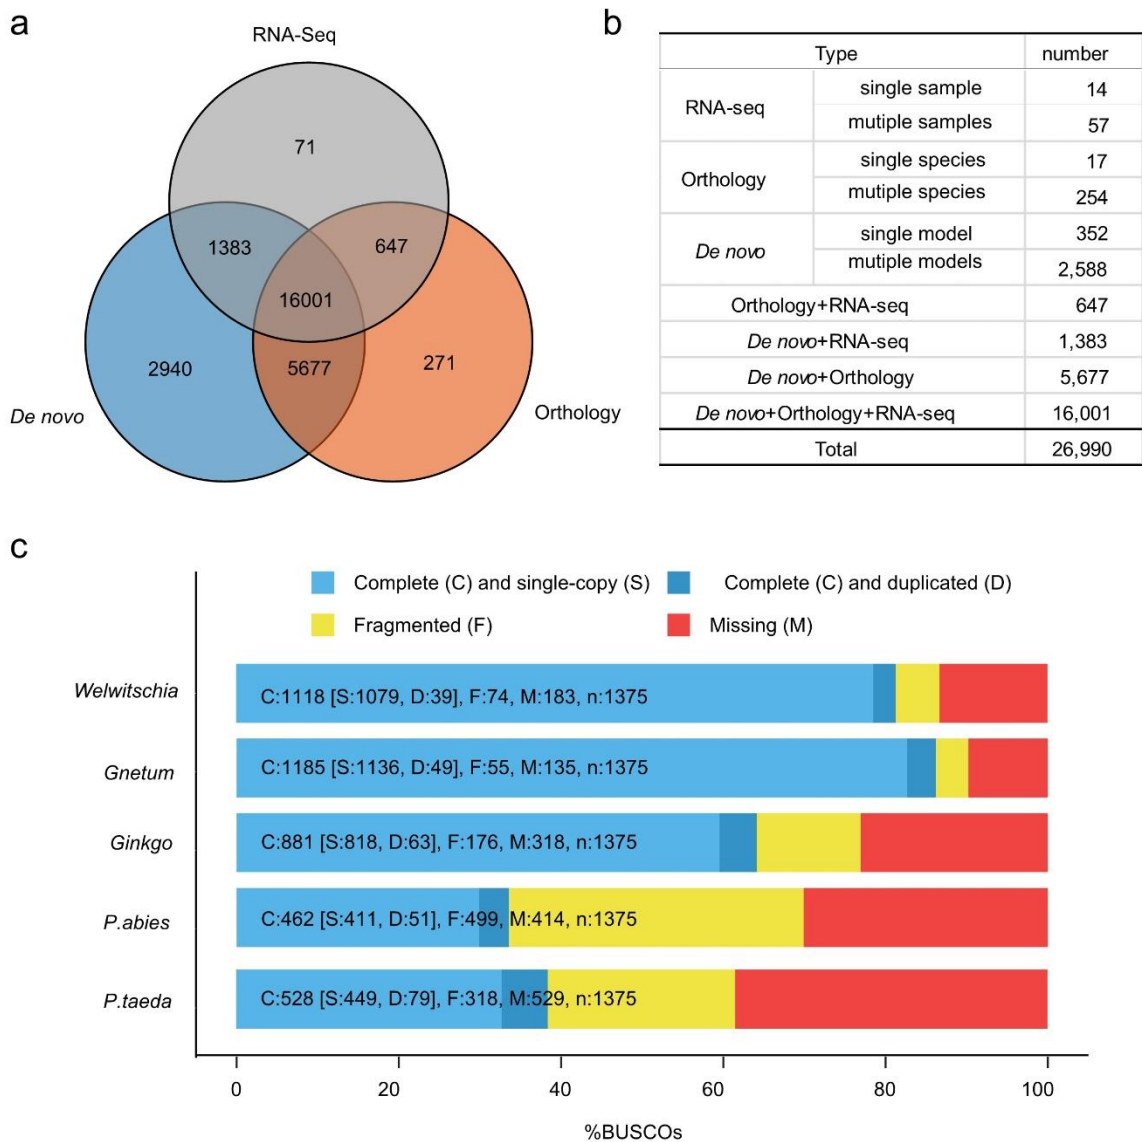 a
RNA-Seq
71
1383
647
16001
2940
5677
271
De novo
Orthology
b
Type number
RNA-seq single sample 14
mutiple samples 57
Orthology single species 17
mutiple species 254
De novo single model 352
mutiple models 2,588
Orthology+RNA-seq 647
De novo+RNA-seq 1,383
De novo+Orthology 5,677
De novo+Orthology+RNA-seq 16,001
Total 26,990
c
Complete (C) and single-copy (S) Complete (C) and duplicated (D)
Fragmented (F) Missing (M)
Welwitschia C:1118 [S:1079, D:39], F:74, M:183, n:1375
Gnetum C:1185 [S:1136, D:49], F:55, M:135, n:1375
Ginkgo C:881 [S:818, D:63], F:176, M:318, n:1375
P.abies C:462 [S:411, D:51], F:499, M:414, n:1375
P.taeda C:528 [S:449, D:79], F:318, M:529, n:1375
0 20 40 60 80 100
%BUSCOs